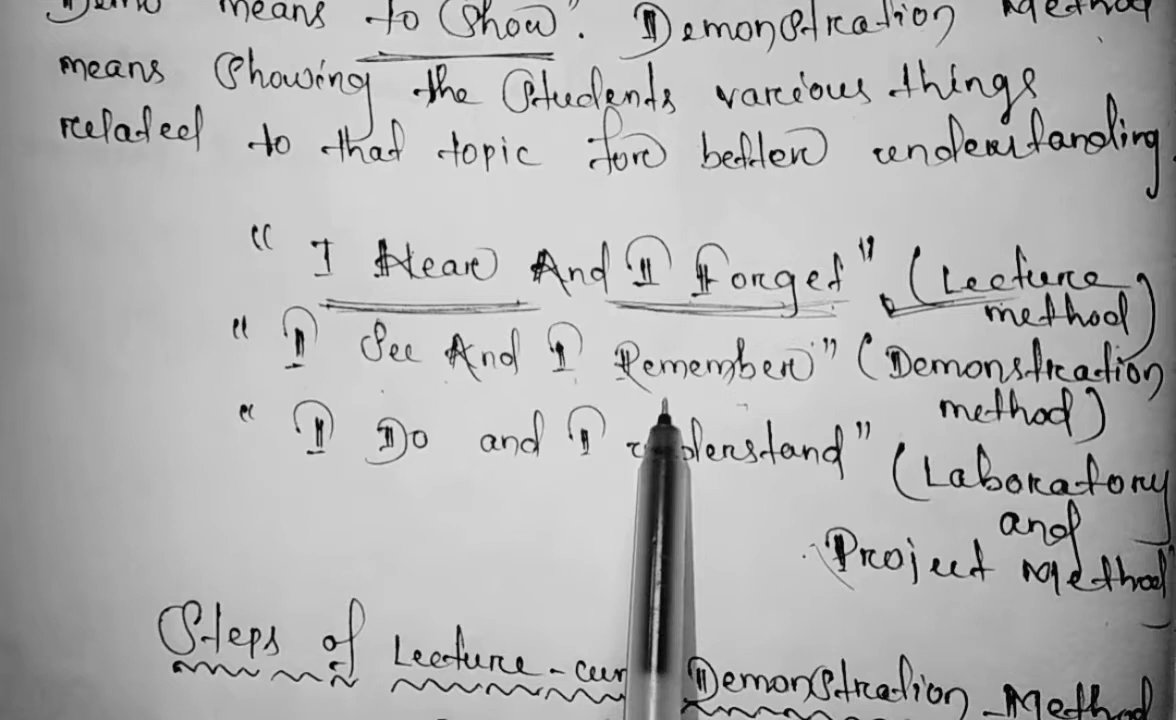 Demo means to show". Demonstration Method
means showing the students various things
related to that topic for better understanding.
"I Hear And I Forget" (Lecture
method)
"I See And I Remember" (Demonstration
method)
"I Do and I understand"
(Laboratory
and
Project Method)
Steps of Lecture-cum Demonstration Method